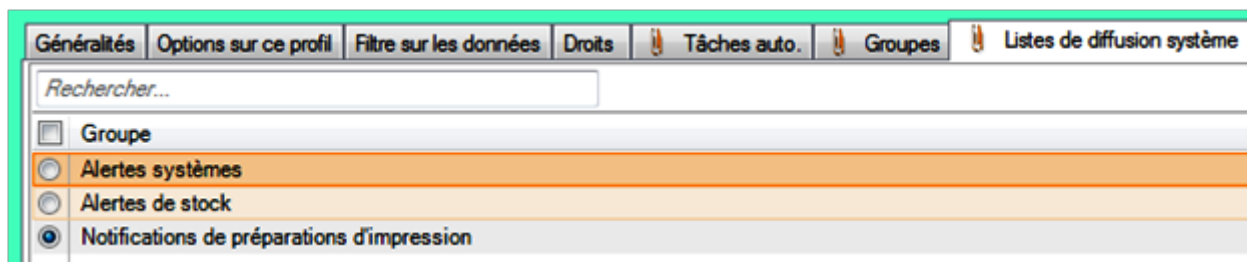 Généralités Options sur ce profil Filtre sur les données Droits Tâches auto. Groupes Listes de diffusion système
Rechercher...
Groupe
Alertes systèmes
Alertes de stock
Notifications de préparations d'impression